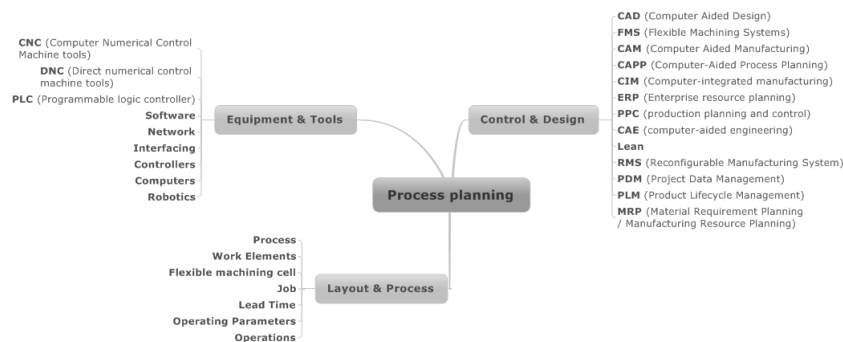 CNC (Computer Numerical Control
Machine tools)
DNC (Direct numerical control
machine tools)
PLC (Programmable logic controller)
Software
Network
Interfacing
Controllers
Computers
Robotics
Equipment & Tools
Process planning
Control & Design
CAD (Computer Aided Design)
FMS (Flexible Machining Systems)
CAM (Computer Aided Manufacturing)
CAPP (Computer-Aided Process Planning)
CIM (Computer-integrated manufacturing)
ERP (Enterprise resource planning)
PPC (production planning and control)
CAE (computer-aided engineering)
Lean
RMS (Reconfigurable Manufacturing System)
PDM (Project Data Management)
PLM (Product Lifecycle Management)
MRP (Material Requirement Planning
/ Manufacturing Resource Planning)
Process
Work Elements
Flexible machining cell
Job
Lead Time
Operating Parameters
Operations
Layout & Process